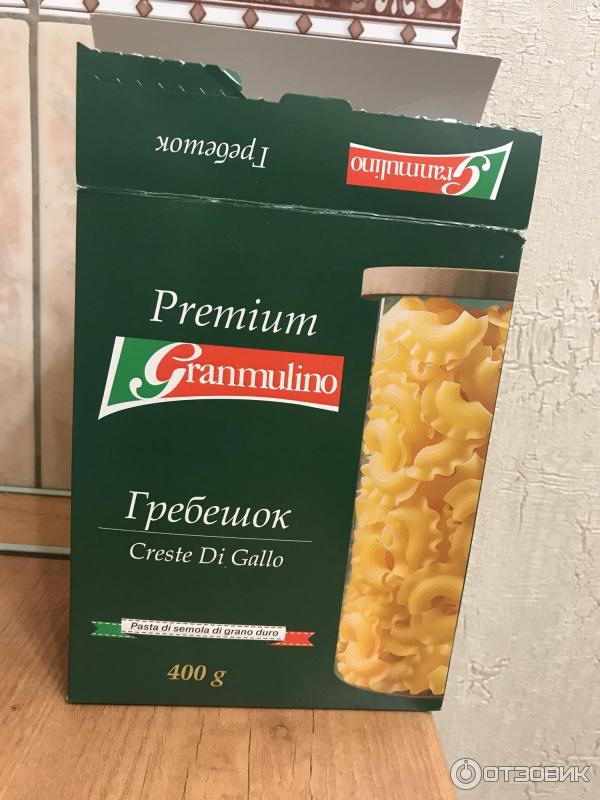 Гребешок
Granmulino
Premium
Granmulino
Гребешок
Creste Di Gallo
Pasta di semola di grano duro
400 g
ОТЗОВИК